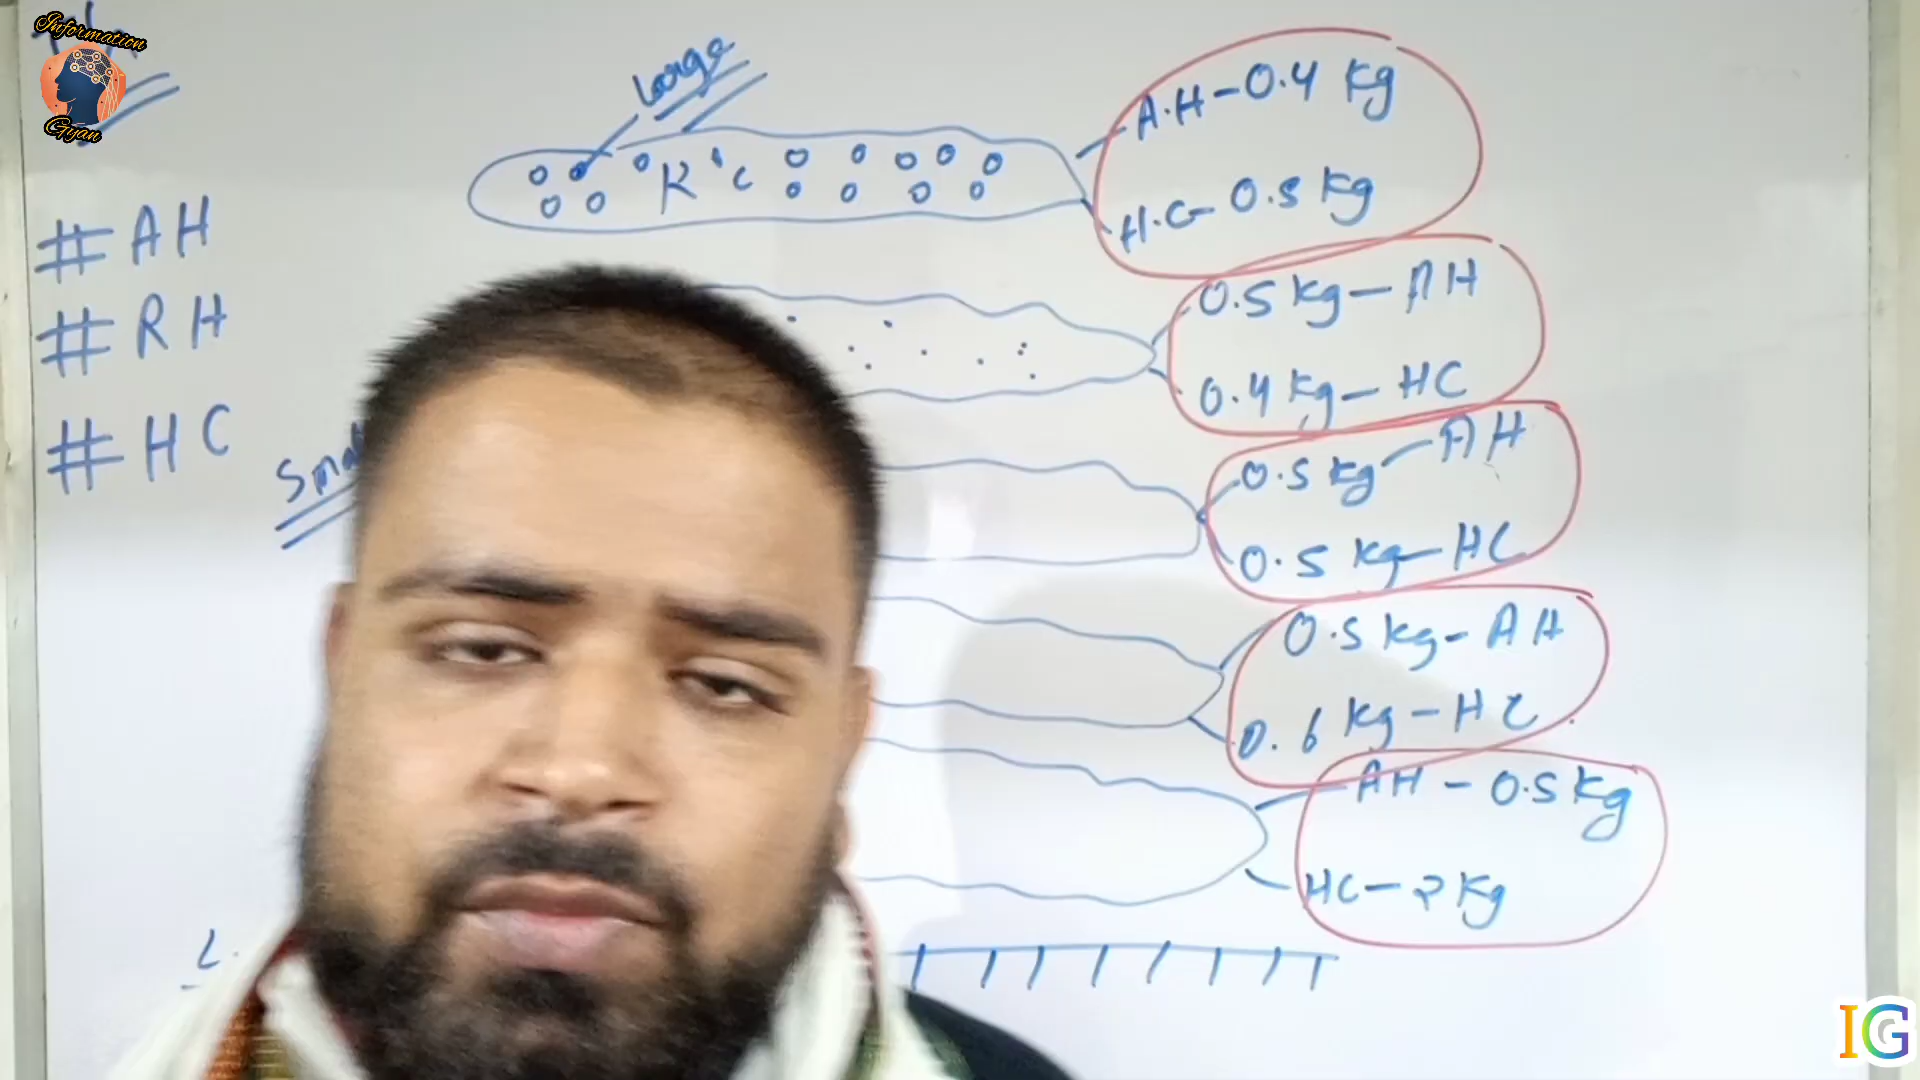 Information
Gyan
Large
R'c
A.H-0.4 Kg
H.C-0.5 Kg
#AH
#RH
#HC
0.5 Kg-AH
0.4 Kg-HC
0.5 Kg-AH
0.5 Kg-HC
0.5 Kg-AH
0.6 Kg-HC
AH-0.5 Kg
HC-2 Kg
IG